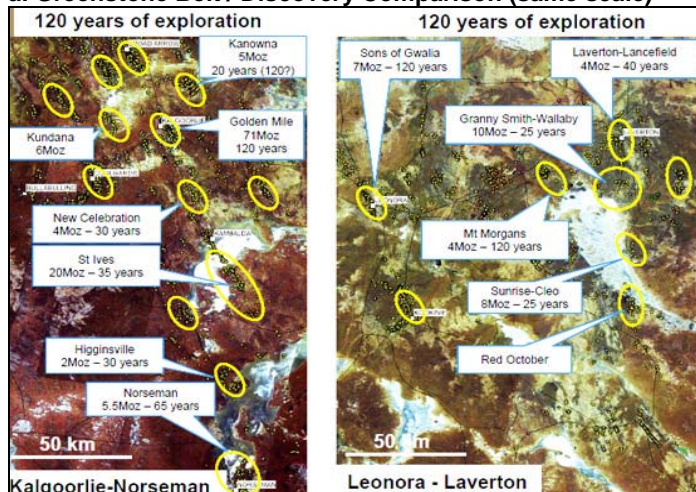 120 years of exploration
120 years of exploration
Kanowna
5Moz
20 years (120?)
Kundana
6Moz
Golden Mile
71Moz
120 years
New Celebration
4Moz – 30 years
KAMBALDA
St Ives
20Moz – 35 years
Higginsville
2Moz – 30 years
Norseman
5.5Moz – 65 years
50 km
Kalgoorlie-Norseman
Sons of Gwalia
7Moz – 120 years
Laverton-Lancefield
4Moz – 40 years
Granny Smith-Wallaby
10Moz – 25 years
Mt Morgans
4Moz – 120 years
Sunrise-Cleo
8Moz – 25 years
Red October
50 km
Leonora - Laverton